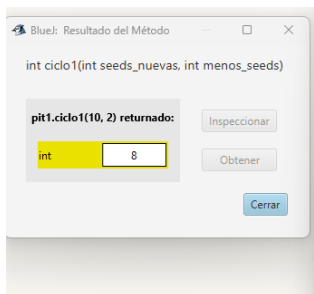 BlueJ: Resultado del Método
int ciclo1(int seeds_nuevas, int menos_seeds)
pit1.ciclo1(10, 2) returnado:
int 8
Inspeccionar
Obtener
Cerrar